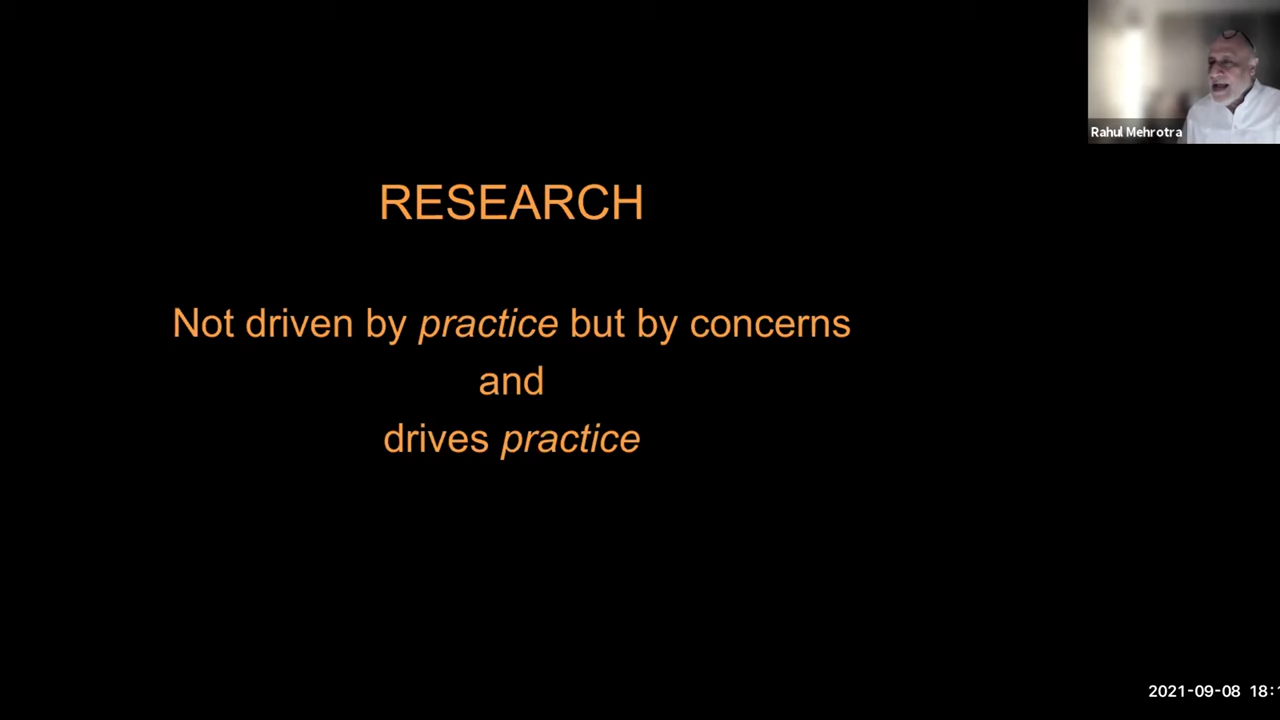 Rahul Mehrotra
RESEARCH
Not driven by practice but by concerns
and
drives practice
2021-09-08 18: